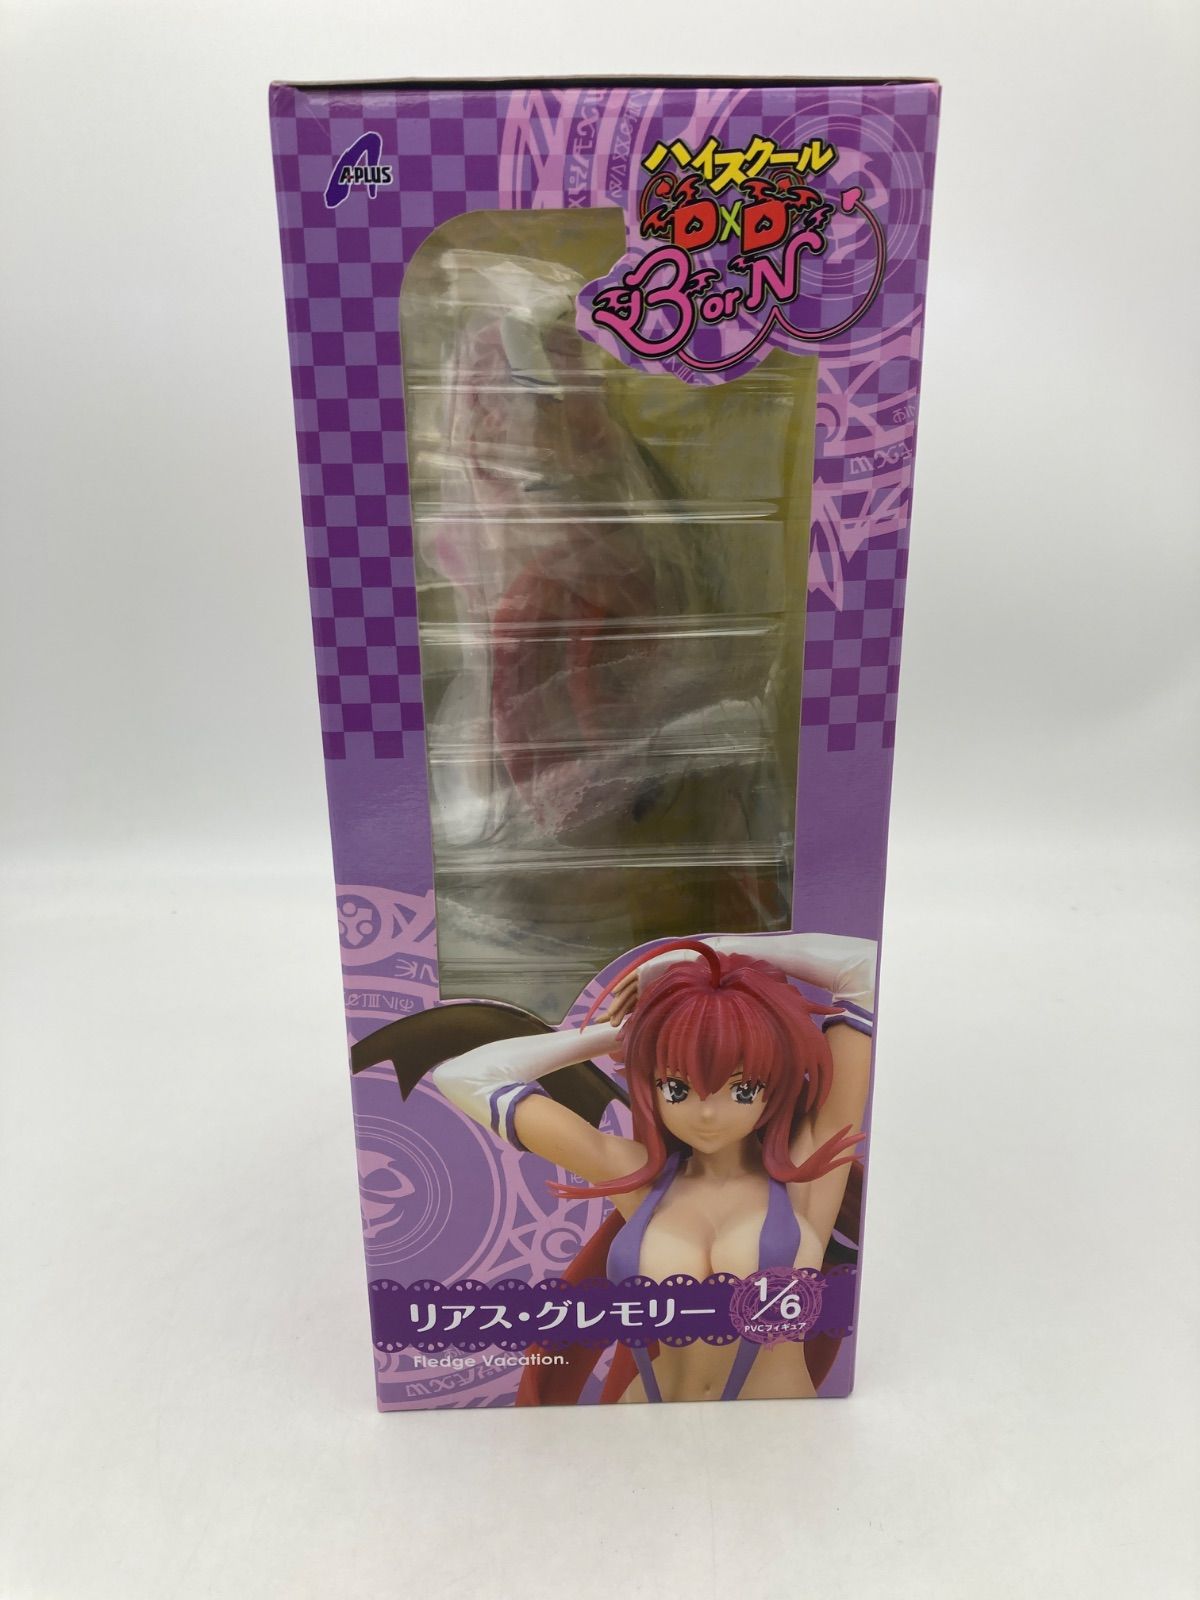 A-PLUS
ハイスクール
D×D
BorN
リアス・グレモリー
1/6
PVCフィギュア
Fledge Vacation.